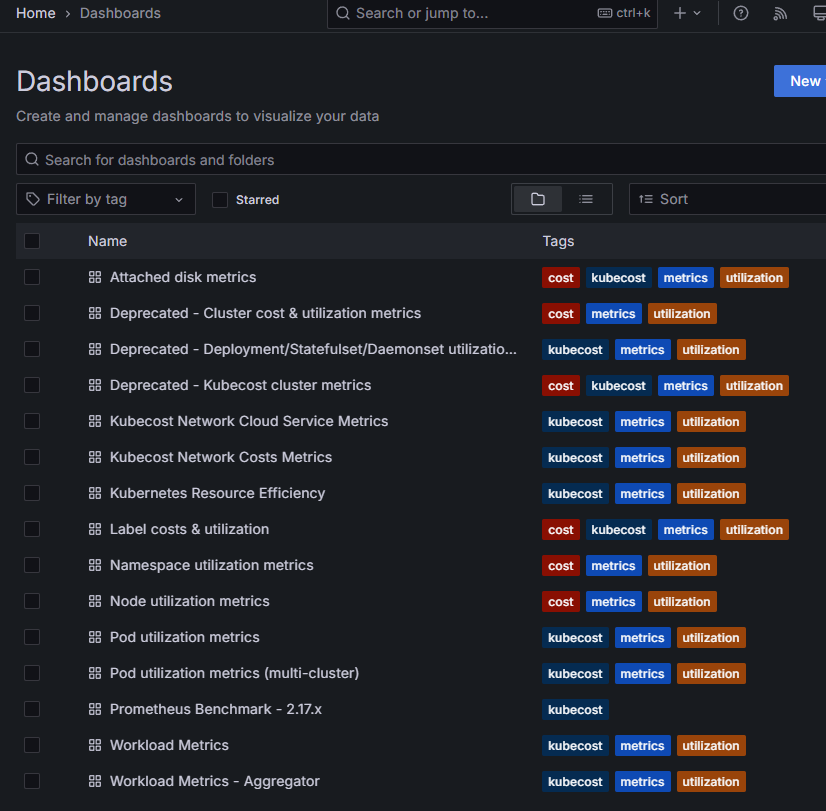 Home › Dashboards Search or jump to... ctrl+k
Dashboards New
Create and manage dashboards to visualize your data
Search for dashboards and folders
Filter by tag Starred Sort
Name Tags
Attached disk metrics cost kubecost metrics utilization
Deprecated - Cluster cost & utilization metrics cost metrics utilization
Deprecated - Deployment/Statefulset/Daemonset utilizatio... kubecost metrics utilization
Deprecated - Kubecost cluster metrics cost kubecost metrics utilization
Kubecost Network Cloud Service Metrics kubecost metrics utilization
Kubecost Network Costs Metrics kubecost metrics utilization
Kubernetes Resource Efficiency kubecost metrics utilization
Label costs & utilization cost kubecost metrics utilization
Namespace utilization metrics cost metrics utilization
Node utilization metrics cost metrics utilization
Pod utilization metrics kubecost metrics utilization
Pod utilization metrics (multi-cluster) kubecost metrics utilization
Prometheus Benchmark - 2.17.x kubecost
Workload Metrics kubecost metrics utilization
Workload Metrics - Aggregator kubecost metrics utilization